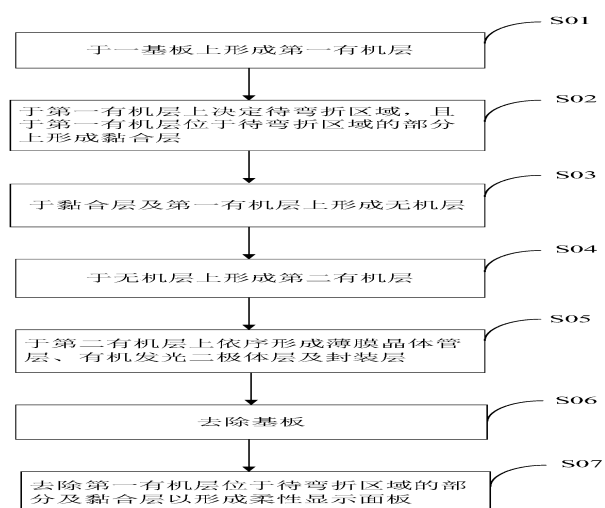 S01
于一基板上形成第一有机层
S02
于第一有机层上决定待弯折区域，且
于第一有机层位于待弯折区域的部分
上形成黏合层
S03
于黏合层及第一有机层上形成无机层
S04
于无机层上形成第二有机层
S05
于第二有机层上依序形成薄膜晶体管
层、有机发光二极体层及封装层
S06
去除基板
S07
去除第一有机层位于待弯折区域的部
分及黏合层以形成柔性显示面板